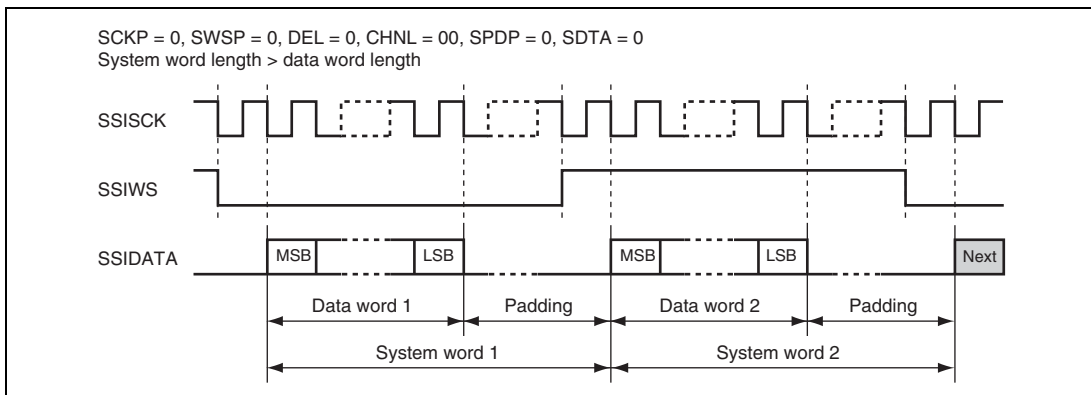 SCKP = 0, SWSP = 0, DEL = 0, CHNL = 00, SPDP = 0, SDTA = 0
System word length > data word length
SSISCK
SSIWS
SSIDATA
MSB
LSB
MSB
LSB
Next
Data word 1
Padding
Data word 2
Padding
System word 1
System word 2